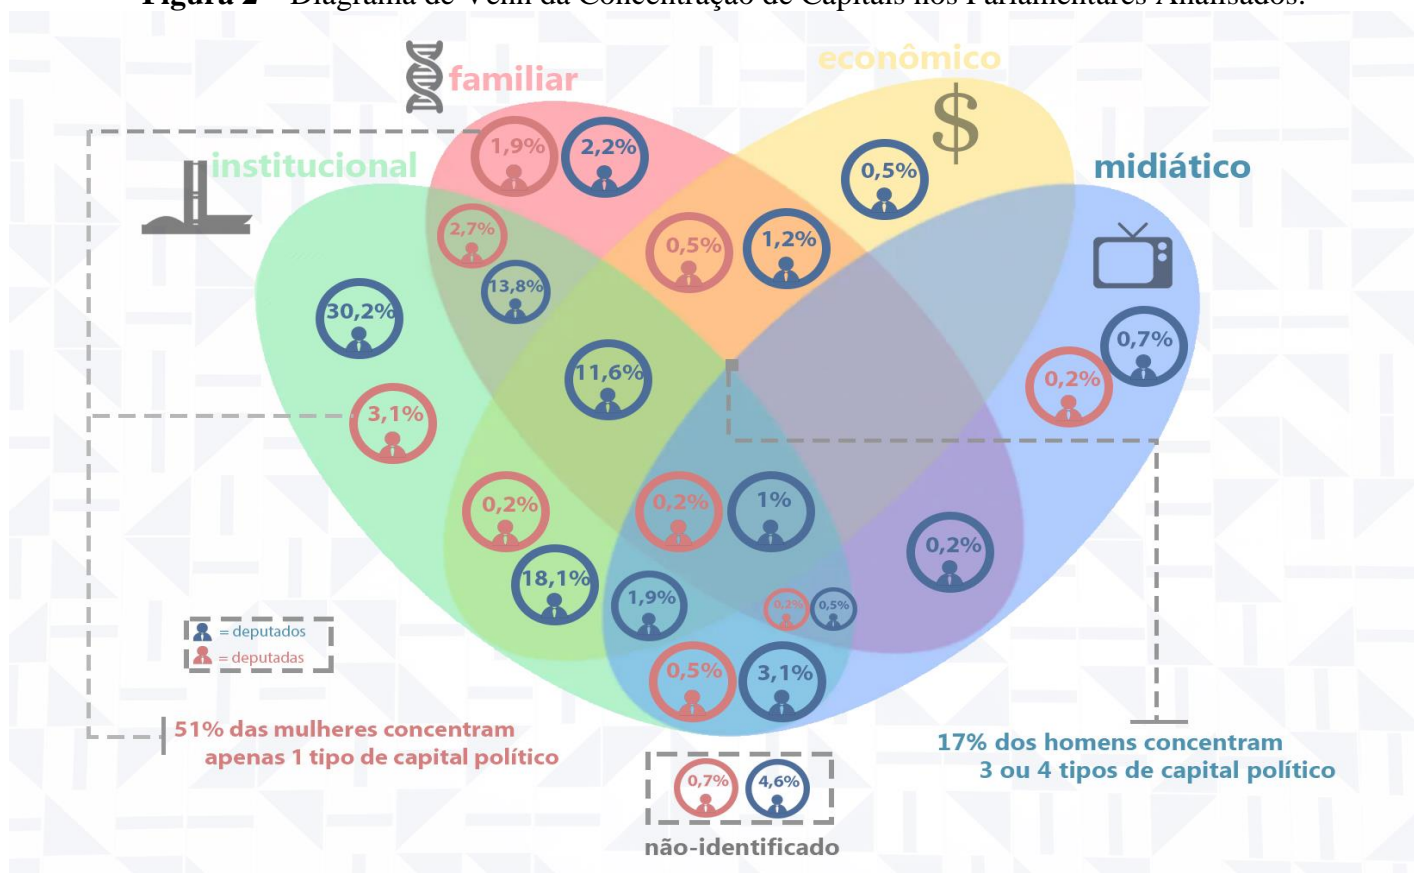 Figura 2 – Diagrama de Venn da Concentração de Capitais nos Parlamentares Analisados.
econômico
familiar
$
1,9%
2,2%
institucional
0,5%
midiático
2,7%
0,5%
1,2%
13,8%
30,2%
0,7%
11,6%
0,2%
3,1%
0,2%
0,2%
1%
0,2%
18,1%
1,9%
0,2%
0,5%
= deputados
= deputadas
0,5%
3,1%
51% das mulheres concentram
apenas 1 tipo de capital político
17% dos homens concentram
3 ou 4 tipos de capital político
0,7%
4,6%
não-identificado